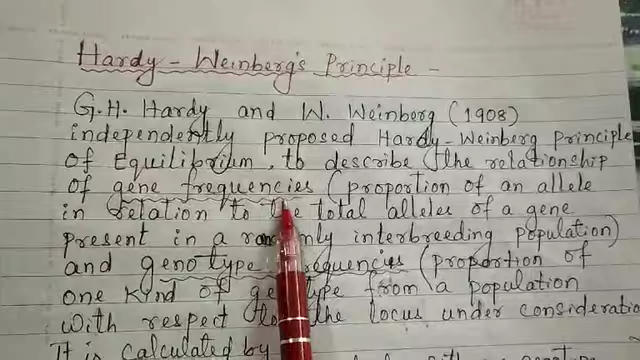 Hardy - Weinberg's Principle -
G.H. Hardy and W. Weinberg (1908)
independently proposed Hardy-Weinberg Principle
of Equilibrium, to describe the relationship
of gene frequencies (proportion of an allele
in relation to the total alleles of a gene
present in a interbreeding population)
and genotype frequencies (proportion of
one kind of from a population
with respect to the locus under consideratio
It is calculated by